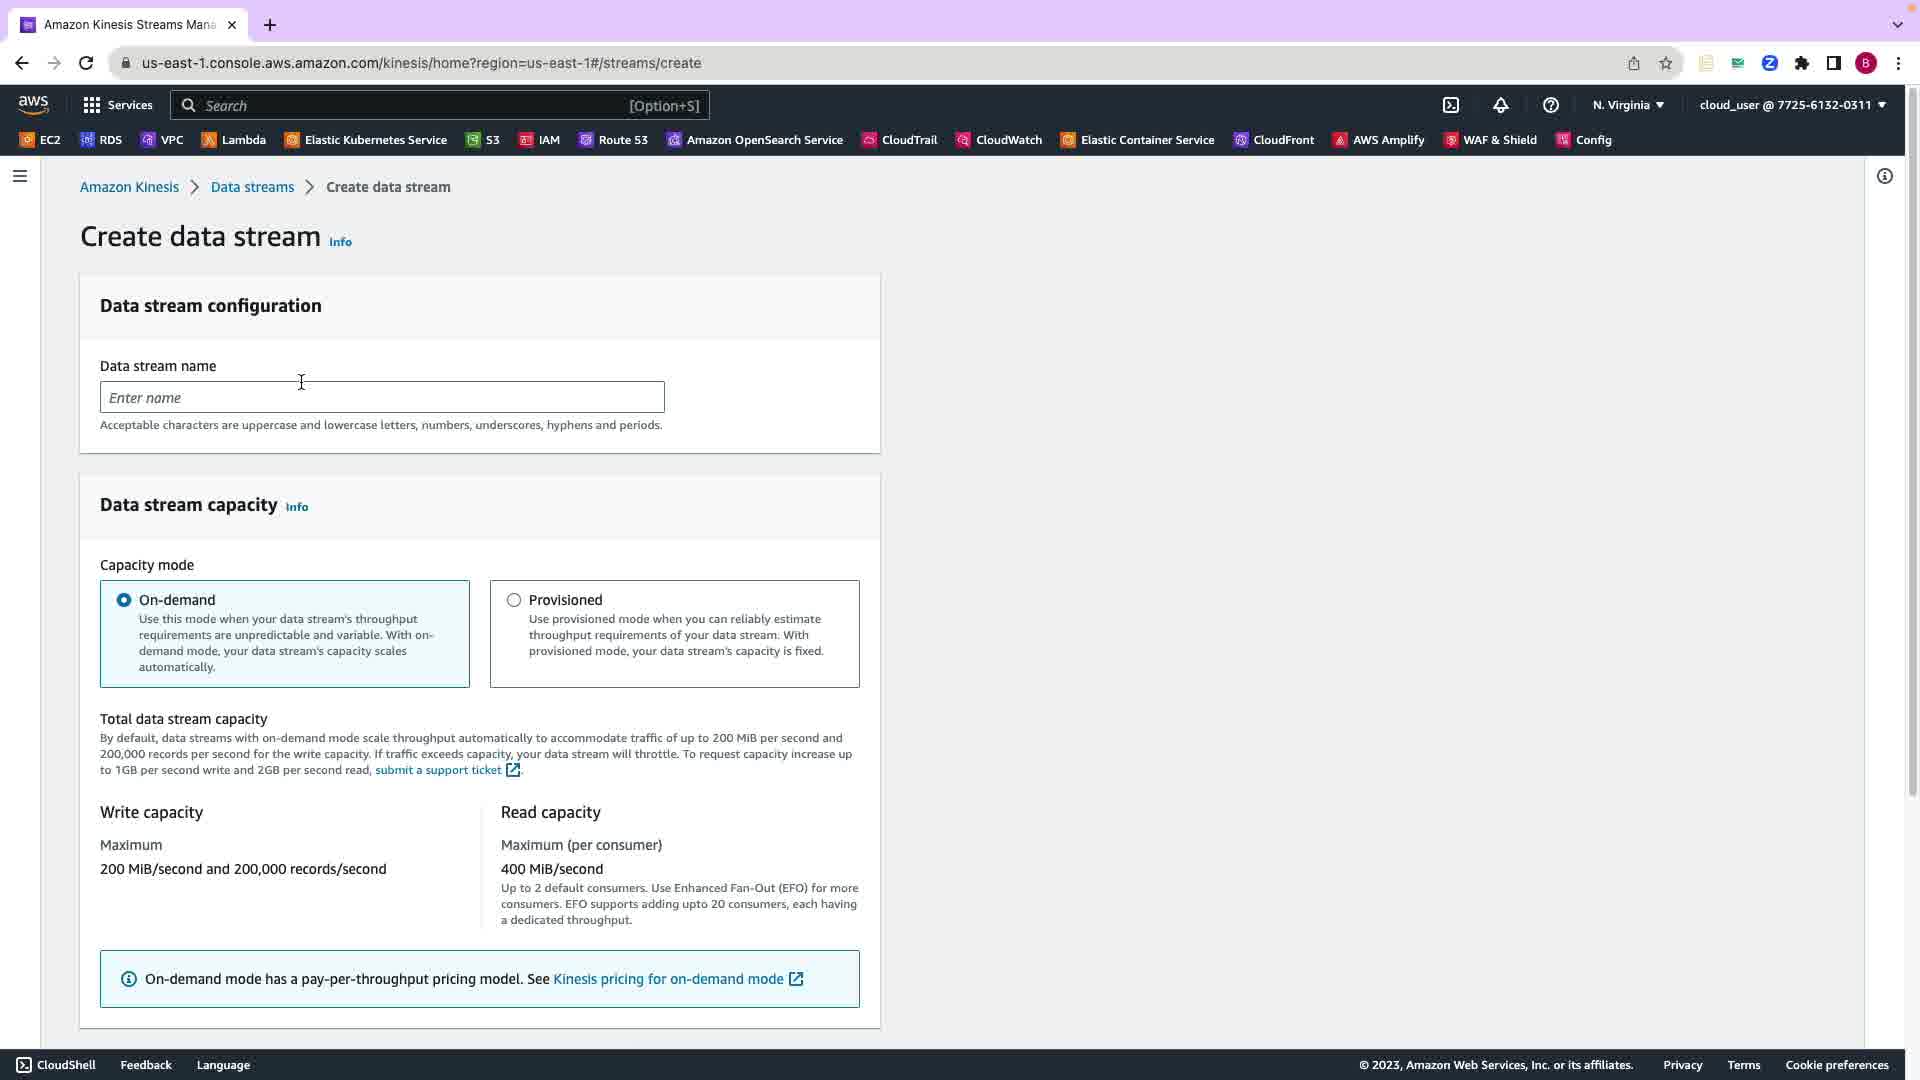 Amazon Kinesis Streams Mana
us-east-1.console.aws.amazon.com/kinesis/home?region=us-east-1#/streams/create
B
aws Services Search [Option+S] N. Virginia cloud_user @ 7725-6132-0311
EC2 RDS VPC Lambda Elastic Kubernetes Service S3 IAM Route 53 Amazon OpenSearch Service CloudTrail CloudWatch Elastic Container Service CloudFront AWS Amplify WAF & Shield Config
Amazon Kinesis > Data streams > Create data stream
Create data stream Info
Data stream configuration
Data stream name
Enter name
Acceptable characters are uppercase and lowercase letters, numbers, underscores, hyphens and periods.
Data stream capacity Info
Capacity mode
On-demand
Use this mode when your data stream's throughput
requirements are unpredictable and variable. With on-
demand mode, your data stream's capacity scales
automatically.
Provisioned
Use provisioned mode when you can reliably estimate
throughput requirements of your data stream. With
provisioned mode, your data stream's capacity is fixed.
Total data stream capacity
By default, data streams with on-demand mode scale throughput automatically to accommodate traffic of up to 200 MiB per second and
200,000 records per second for the write capacity. If traffic exceeds capacity, your data stream will throttle. To request capacity increase up
to 1GB per second write and 2GB per second read, submit a support ticket.
Write capacity
Maximum
200 MiB/second and 200,000 records/second
Read capacity
Maximum (per consumer)
400 MiB/second
Up to 2 default consumers. Use Enhanced Fan-Out (EFO) for more
consumers. EFO supports adding upto 20 consumers, each having
a dedicated throughput.
On-demand mode has a pay-per-throughput pricing model. See Kinesis pricing for on-demand mode
CloudShell Feedback Language © 2023, Amazon Web Services, Inc. or its affiliates. Privacy Terms Cookie preferences